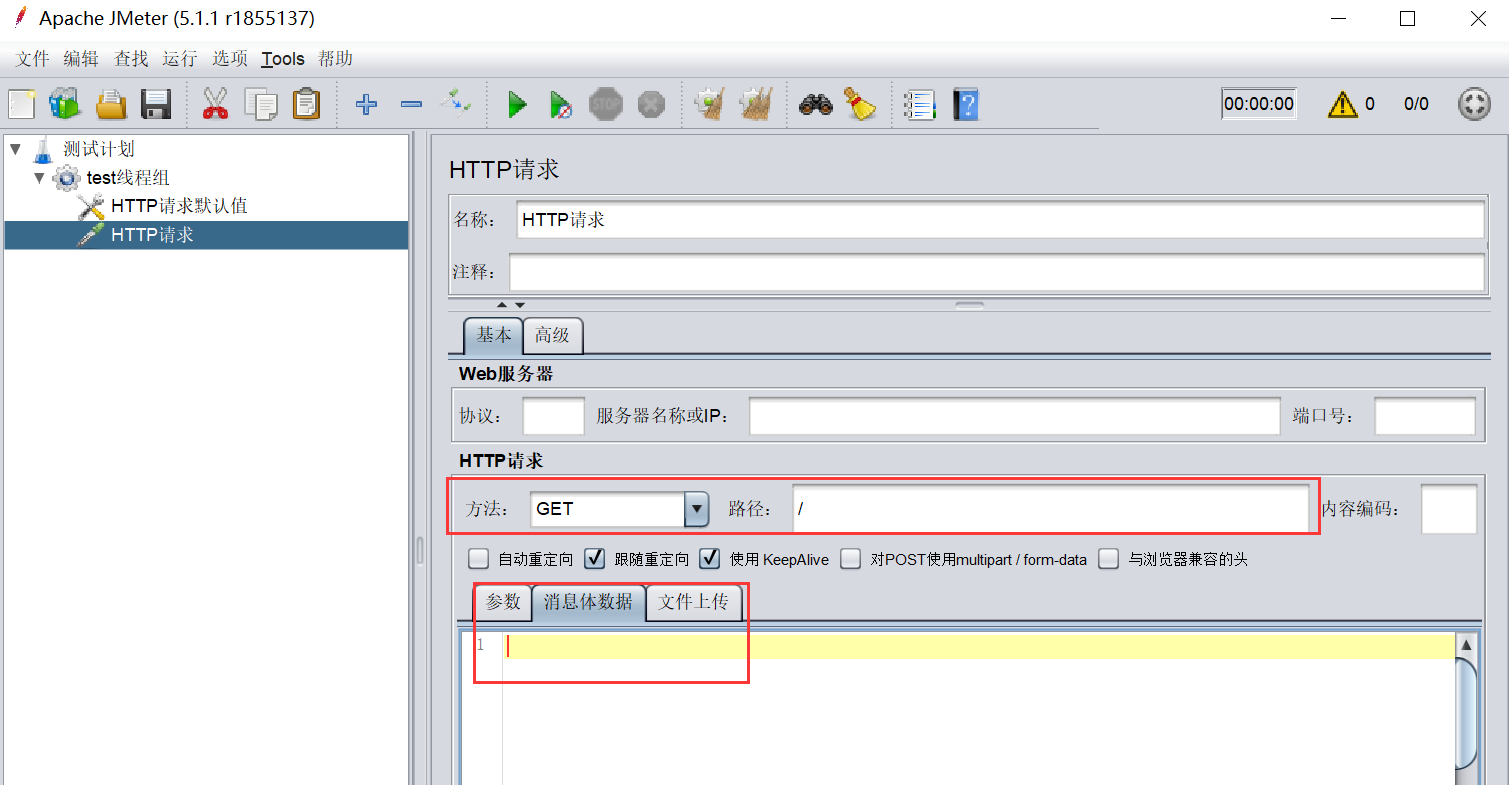 Apache JMeter (5.1.1 r1855137)
文件 编辑 查找 运行 选项 Tools 帮助
STOP 00:00:00 0 0/0
测试计划
test线程组
HTTP请求默认值
HTTP请求
HTTP请求
名称： HTTP请求
注释：
基本 高级
Web服务器
协议： 服务器名称或IP： 端口号：
HTTP请求
方法： GET 路径： / 内容编码：
自动重定向 跟随重定向 使用 KeepAlive 对POST使用multipart / form-data 与浏览器兼容的头
参数 消息体数据 文件上传
1